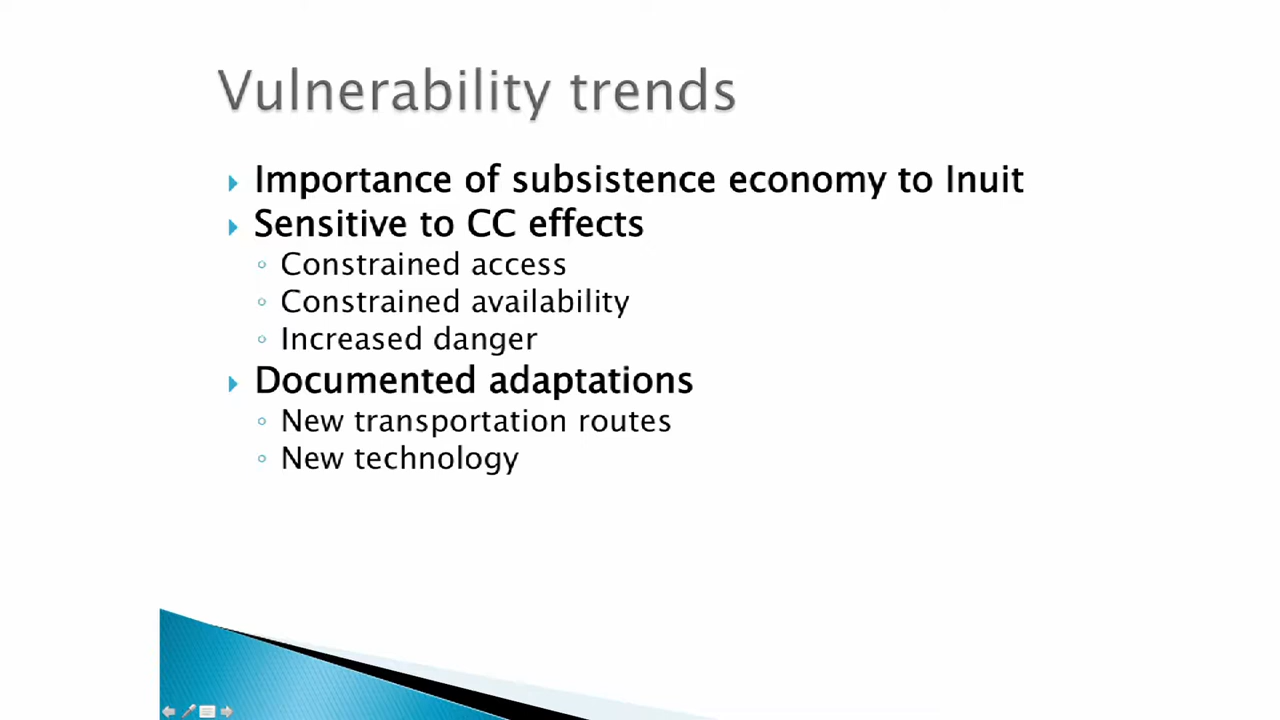 Vulnerability trends
Importance of subsistence economy to Inuit
Sensitive to CC effects
Constrained access
Constrained availability
Increased danger
Documented adaptations
New transportation routes
New technology